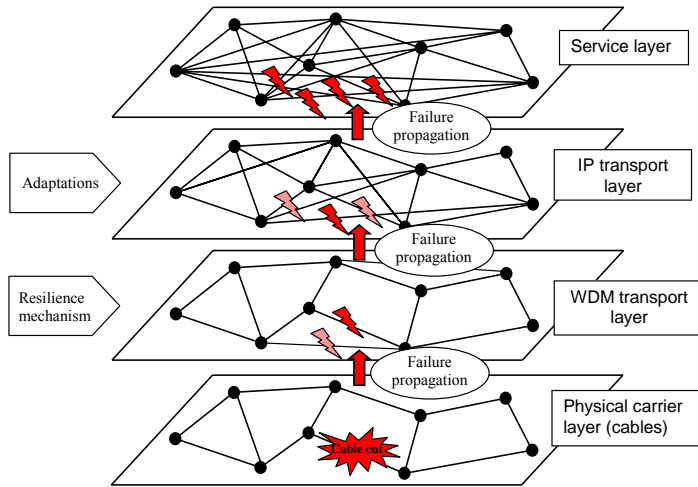 Service layer
Failure
propagation
Adaptations
IP transport
layer
Failure
propagation
Resilience
mechanism
WDM transport
layer
Failure
propagation
Physical carrier
layer (cables)
Cable cut